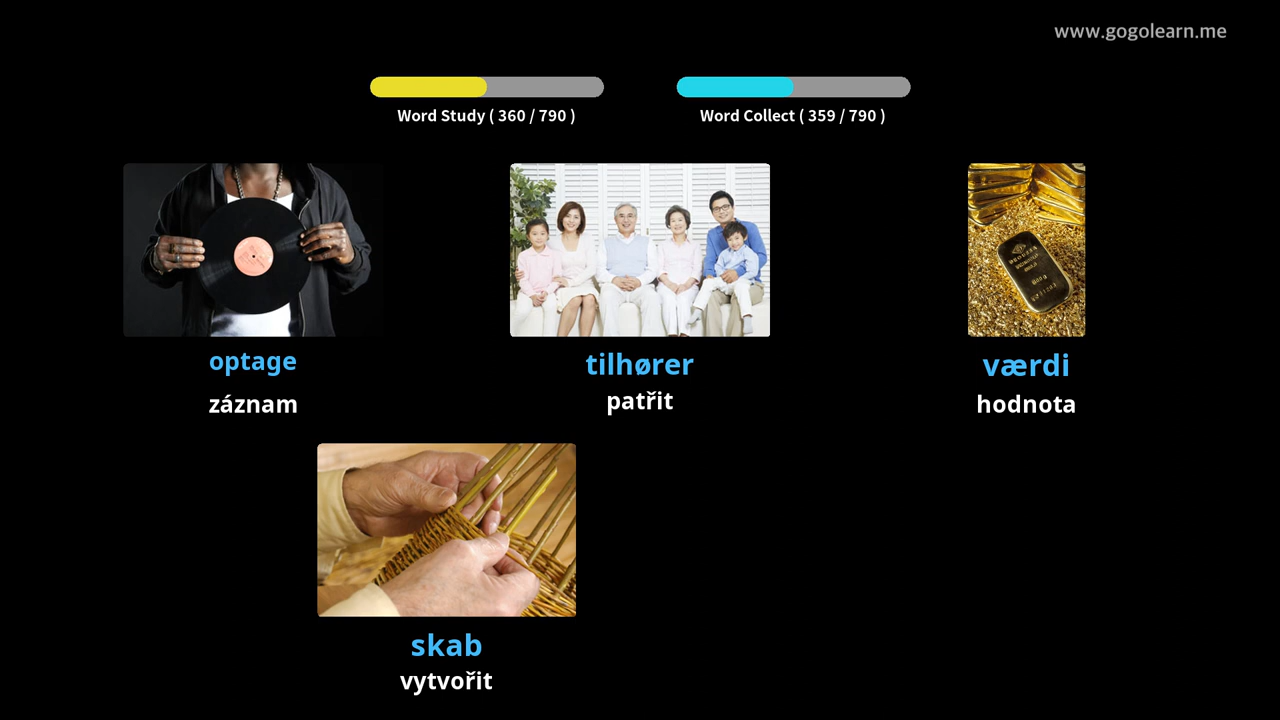 www.gogolearn.me
Word Study ( 360 / 790 )
Word Collect ( 359 / 790 )
optage
záznam
tilhører
patřit
værdi
hodnota
skab
vytvořit